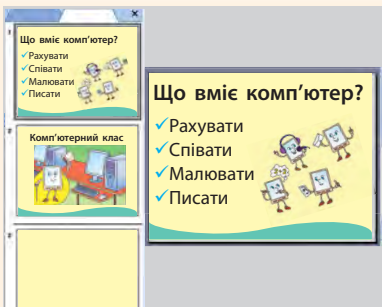 Що вміє комп'ютер?
✓Рахувати
✓Співати
✓Малювати
✓Писати
Комп'ютерний клас
Що вміє комп'ютер?
✓Рахувати
✓Співати
✓Малювати
✓Писати